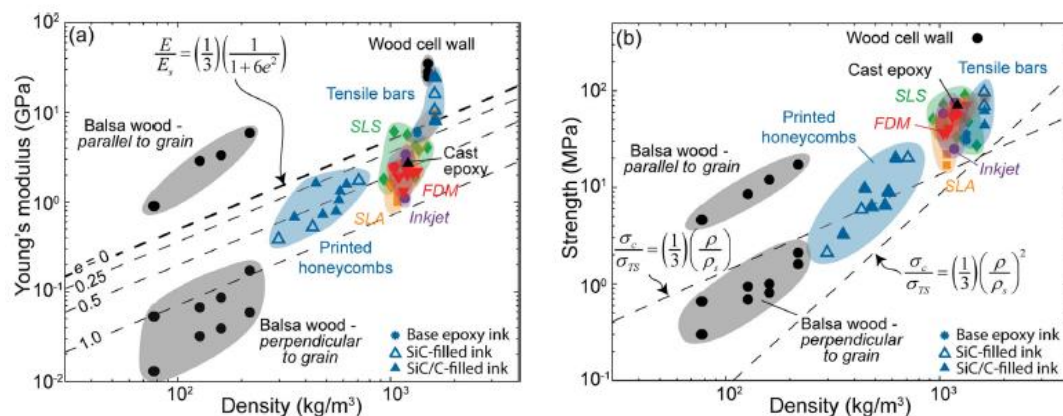 (a)
E/E_s = (1/3)(1/1+6e²)
Wood cell wall
Tensile bars
Balsa wood -
parallel to grain
SLS
Cast
epoxy
FDM
SLA
Inkjet
Printed
honeycombs
e = 0
0.25
0.5
1.0
Balsa wood -
perpendicular
to grain
Base epoxy ink
SiC-filled ink
SiC/C-filled ink
Young's modulus (GPa)
10²
10¹
10⁰
10⁻¹
10⁻²
10²
10³
Density (kg/m³)
(b)
Wood cell wall
Cast epoxy
Tensile bars
SLS
Printed
honeycombs
FDM
Balsa wood -
parallel to grain
Inkjet
SLA
σ_c/σ_TS = (1/3)(ρ/ρ_s)
σ_c/σ_TS = (1/3)(ρ/ρ_s)²
Balsa wood -
perpendicular
to grain
Base epoxy ink
SiC-filled ink
SiC/C-filled ink
Strength (MPa)
10²
10¹
10⁰
10⁻¹
10²
10³
Density (kg/m³)